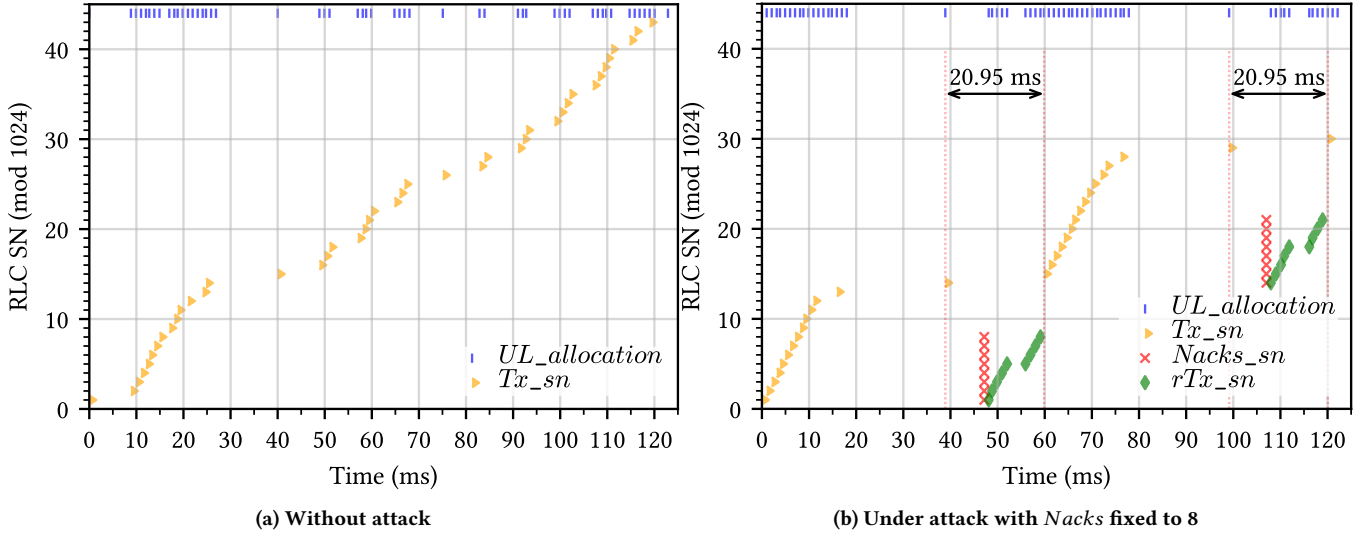 RLC SN (mod 1024)
40
30
20
10
0
UL_allocation
Tx_sn
0 10 20 30 40 50 60 70 80 90 100 110 120
Time (ms)
(a) Without attack
RLC SN (mod 1024)
40
30
20
10
0
20.95 ms
20.95 ms
UL_allocation
Tx_sn
Nacks_sn
rTx_sn
0 10 20 30 40 50 60 70 80 90 100 110 120
Time (ms)
(b) Under attack with Nacks fixed to 8